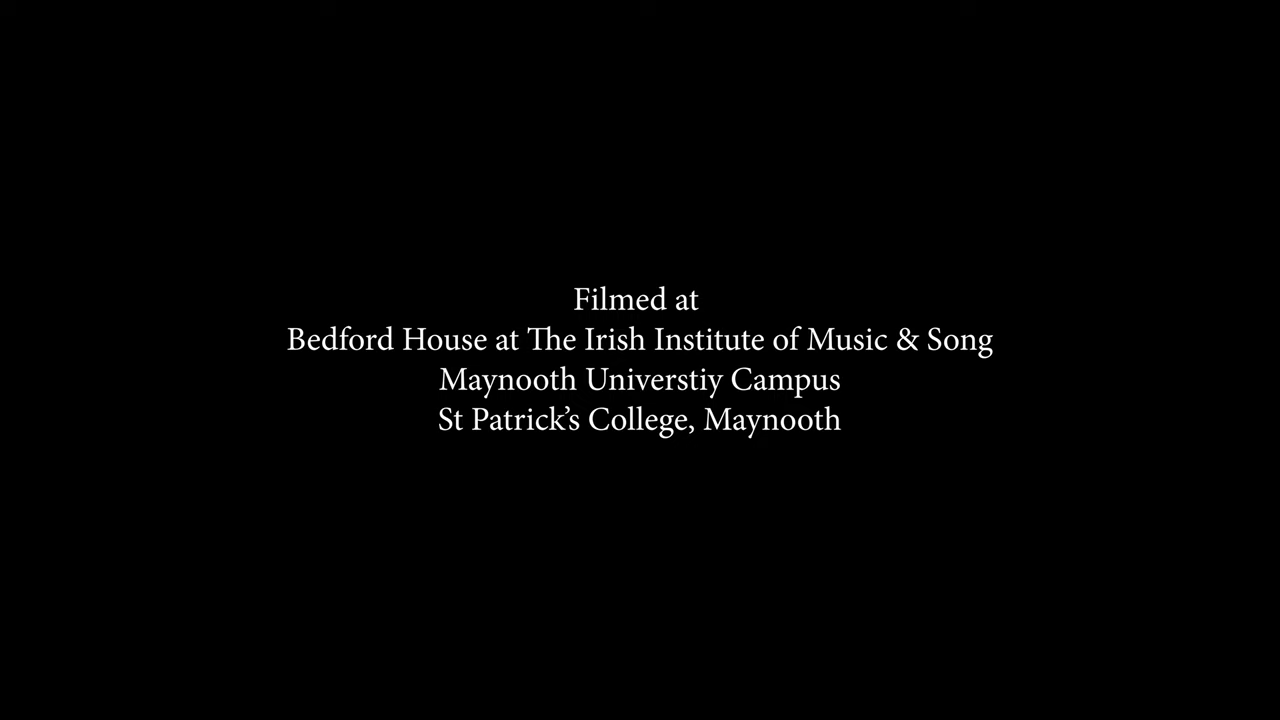 Filmed at
Bedford House at The Irish Institute of Music & Song
Maynooth Universtiy Campus
St Patrick’s College, Maynooth